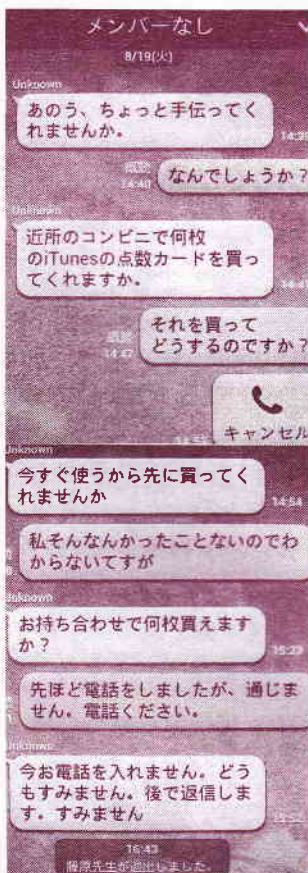 メンバーなし
8/19(火)
Unknown
あのう、ちょっと手伝ってく
れませんか。
なんでしょうか?
14:40
Unknown
近所のコンビニで何枚
のiTunesの点数カードを買っ
てくれますか。
それを買って
どうするのですか?
14:47
キャンセル
Unknown
今すぐ使うから先に買ってく
れませんか
14:54
私そんなんかったことないのでわ
からないてすが
Unknown
お持ち合わせで何枚買えます
か?
15:23
先ほど電話をしましたが、通じま
せん。電話ください。
Unknown
今お電話を入れません。どう
もすみません。後で返信しま
す。すみません
16:43
藤原先生が退出しました。